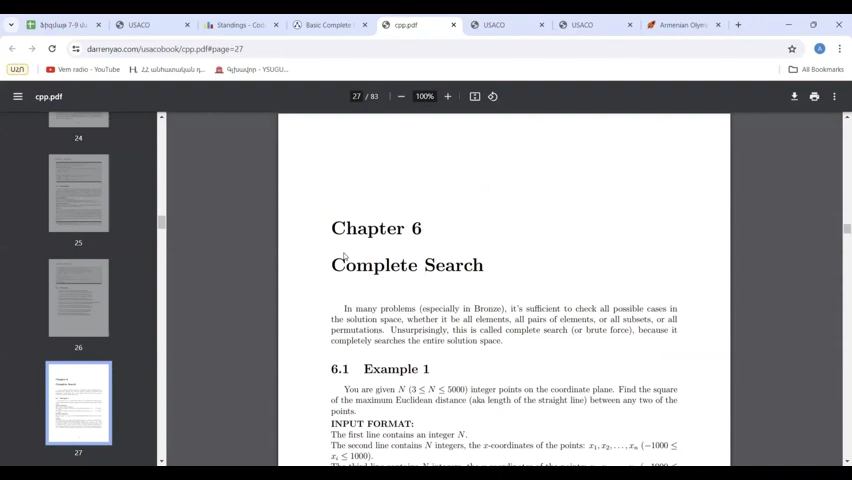 Ֆիզմաթ 7-9 մ
USACO
Standings - Cod
Basic Complete
cpp.pdf
USACO
USACO
Armenian Olym
darrenyao.com/usacobook/cpp.pdf#page=27
A
ԱՀՈ
Vem radio - YouTube
All Bookmarks
cpp.pdf
27 / 83
100%
24
25
26
27
Chapter 6
Complete Search
In many problems (especially in Bronze), it's sufficient to check all possible cases in
the solution space, whether it be all elements, all pairs of elements, or all subsets, or all
permutations. Unsurprisingly, this is called complete search (or brute force), because it
completely searches the entire solution space.
6.1 Example 1
You are given N (3 ≤ N ≤ 5000) integer points on the coordinate plane. Find the square
of the maximum Euclidean distance (aka length of the straight line) between any two of the
points.
INPUT FORMAT:
The first line contains an integer N.
The second line contains N integers, the x-coordinates of the points: x₁, x₂, . . . , xₙ (−1000 ≤
xᵢ ≤ 1000).